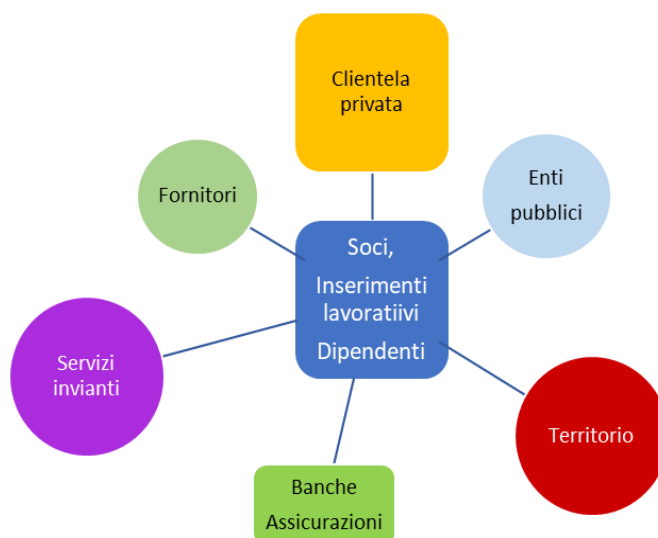 Clientela
privata
Fornitori
Enti
pubblici
Soci,
Inserimenti
lavoratiivi
Dipendenti
Servizi
invianti
Territorio
Banche
Assicurazioni